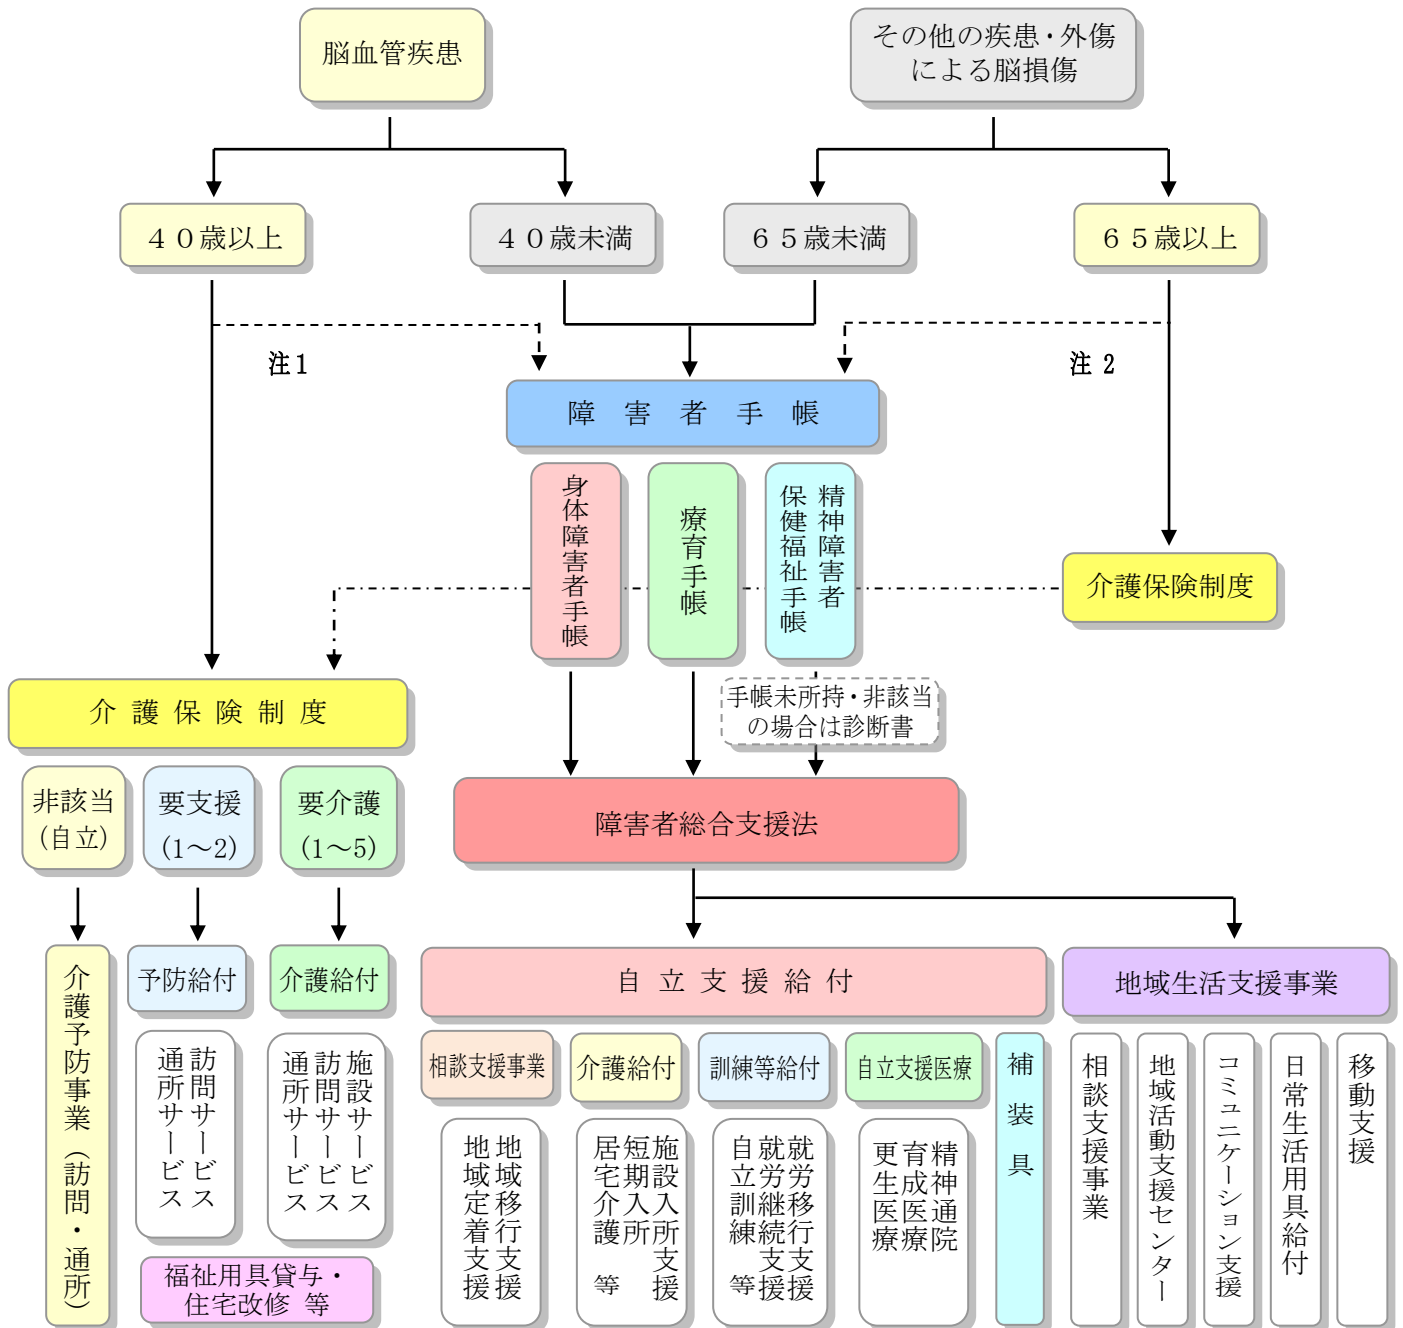 脳血管疾患
その他の疾患・外傷
による脳損傷
４０歳以上
４０歳未満
６５歳未満
６５歳以上
注1
注 2
障害者手帳
身体障害者手帳
療育手帳
精神障害者
保健福祉手帳
介護保険制度
手帳未所持・非該当
の場合は診断書
介護保険制度
非該当
(自立)
要支援
(1～2)
要介護
(1～5)
障害者総合支援法
介護予防事業（訪問・通所）
予防給付
介護給付
訪問サービス
通所サービス
施設サービス
訪問サービス
通所サービス
福祉用具貸与・
住宅改修 等
自立支援給付
地域生活支援事業
相談支援事業
介護給付
訓練等給付
自立支援医療
補装具
地域移行支援
地域定着支援
施設入所支援
短期入所
居宅介護 等
就労移行支援
就労継続支援
自立訓練 等
精神通院
育成医療
更生医療
相談支援事業
地域活動支援センター
コミュニケーション支援
日常生活用具給付
移動支援